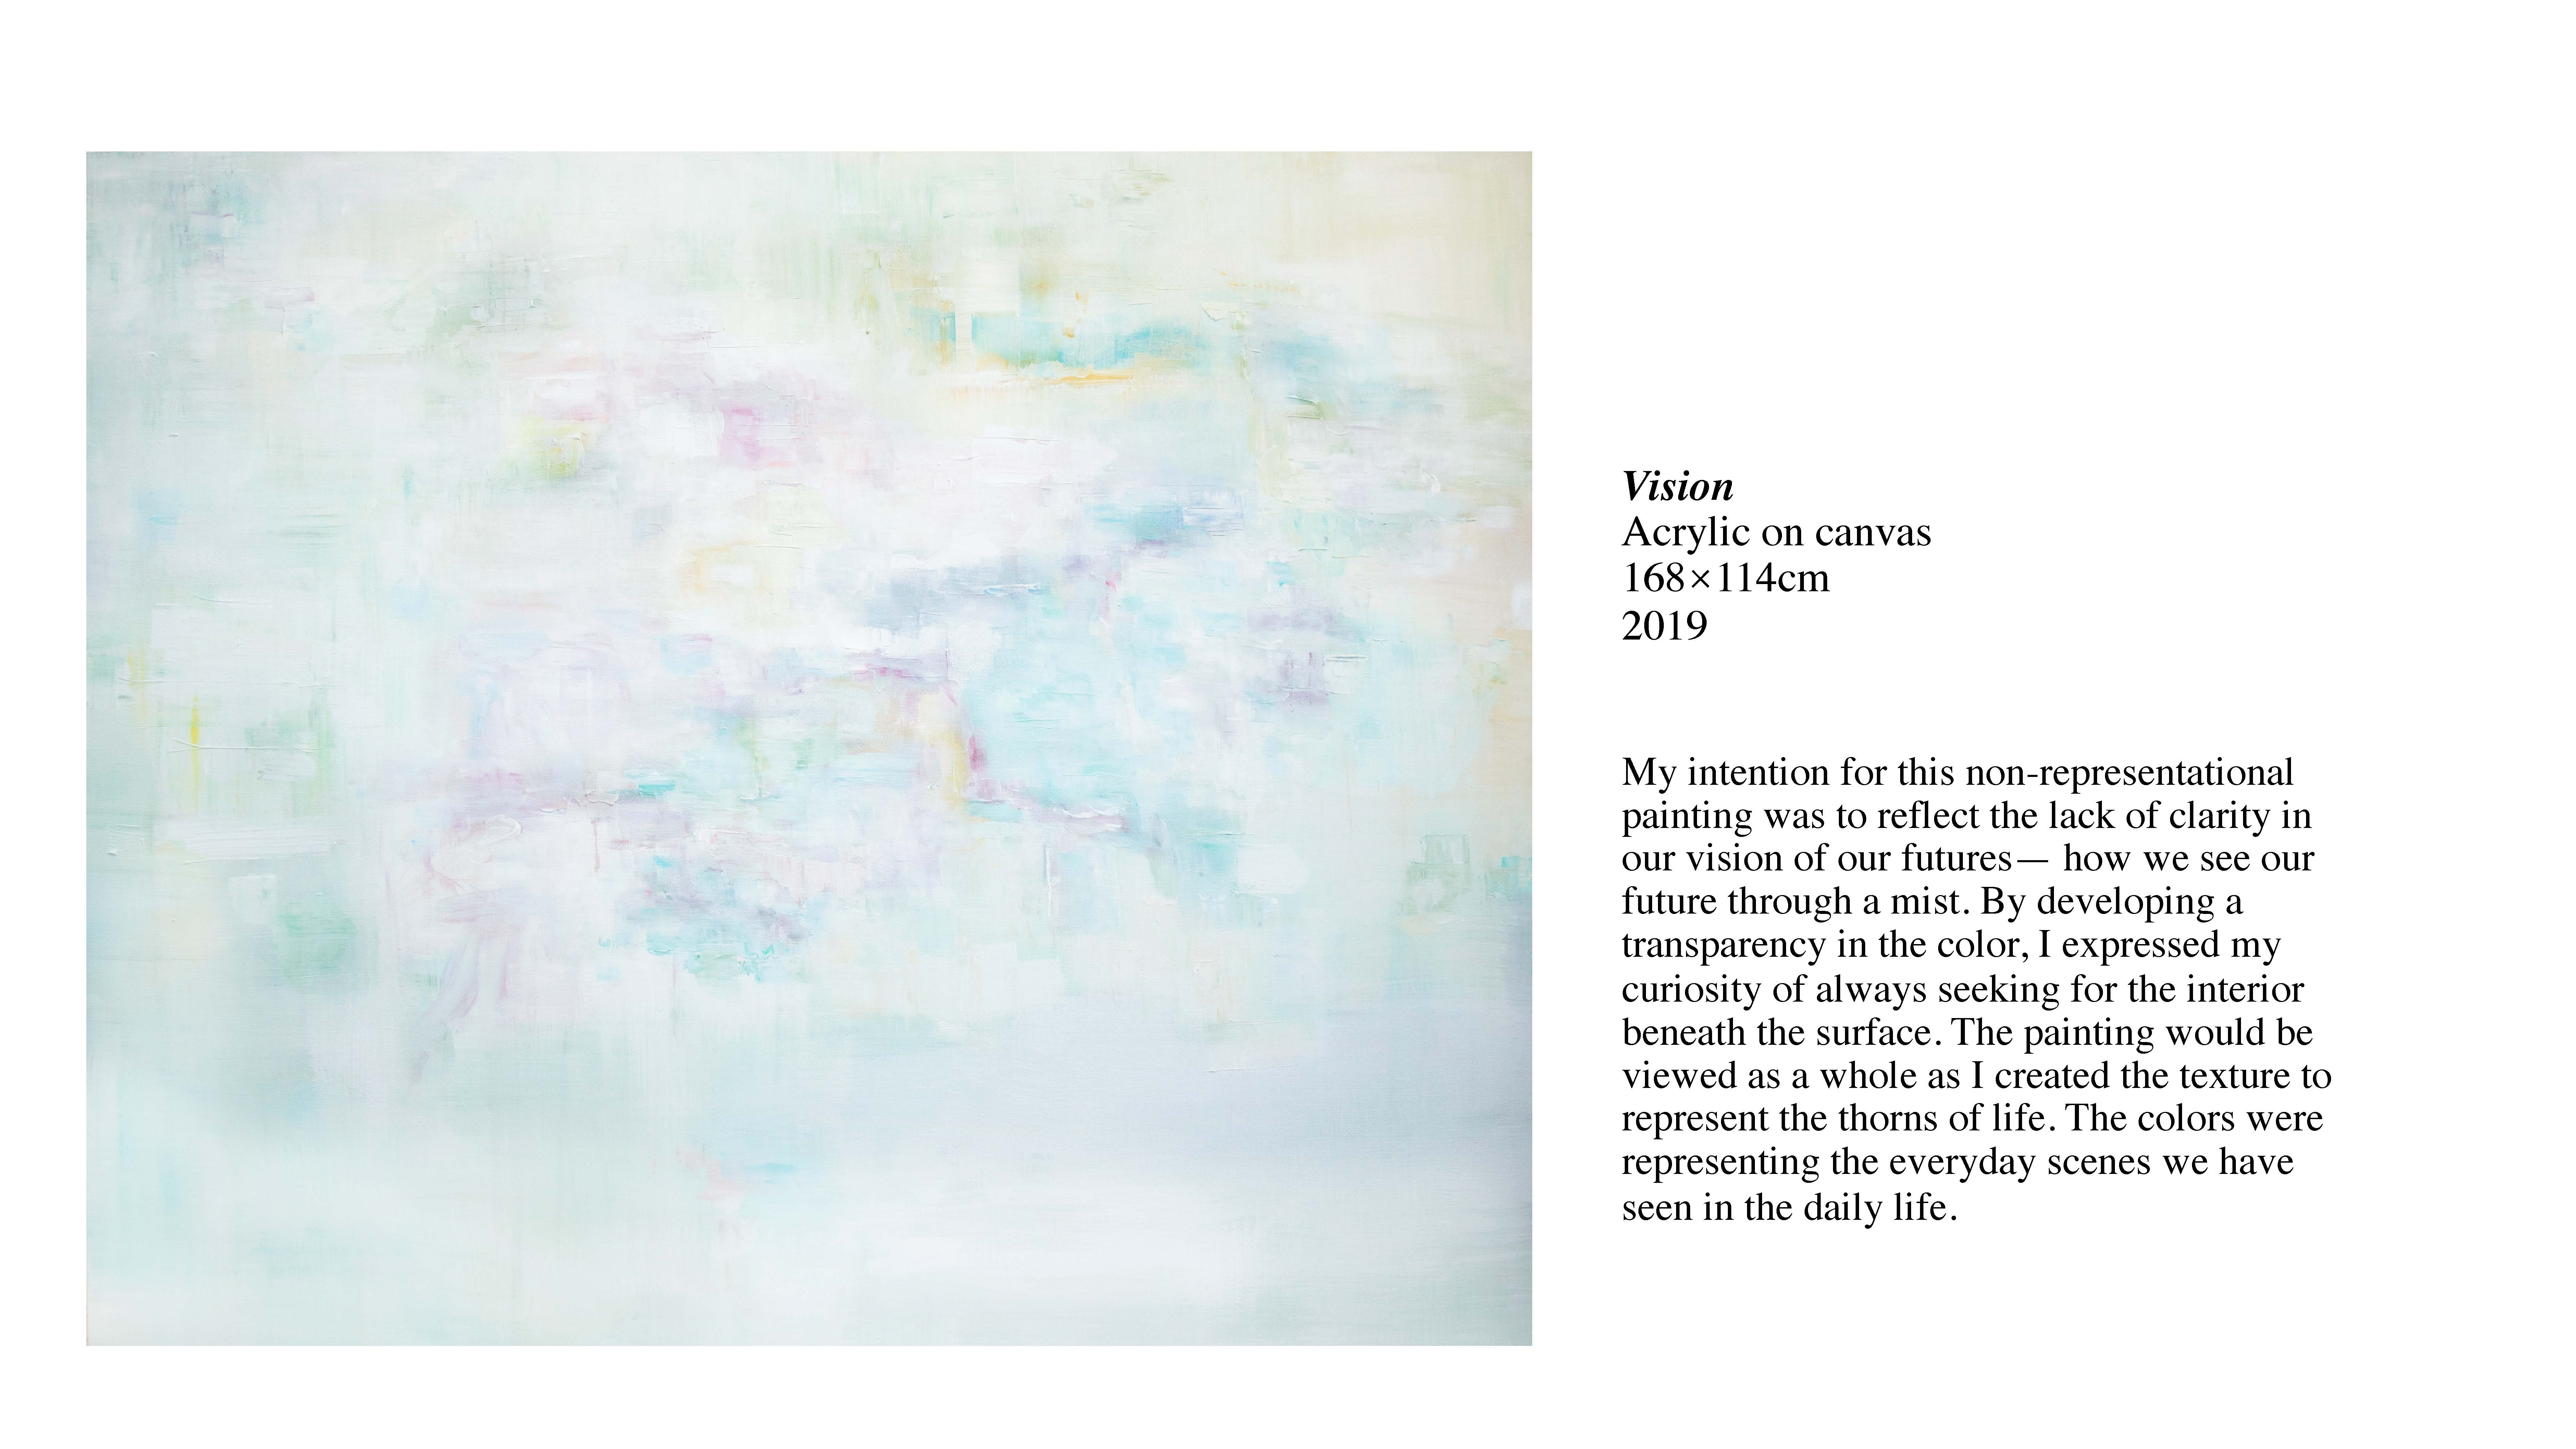 Vision
Acrylic on canvas
168×114cm
2019
My intention for this non-representational
painting was to reflect the lack of clarity in
our vision of our futures— how we see our
future through a mist. By developing a
transparency in the color, I expressed my
curiosity of always seeking for the interior
beneath the surface. The painting would be
viewed as a whole as I created the texture to
represent the thorns of life. The colors were
representing the everyday scenes we have
seen in the daily life.